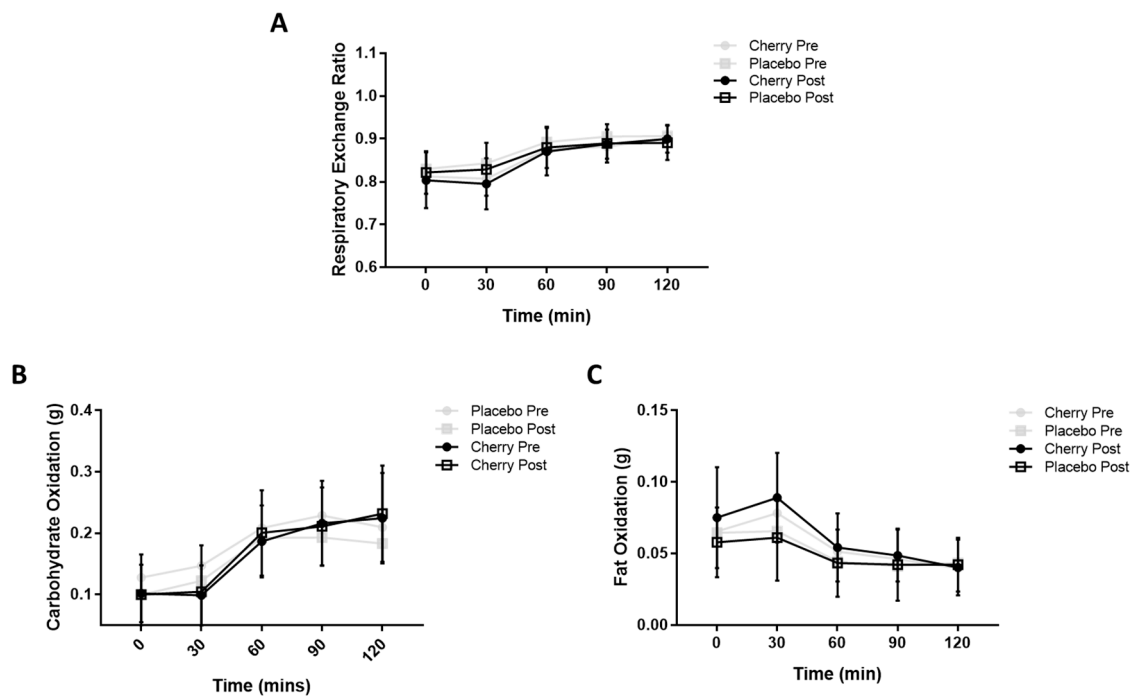 A
Cherry Pre
Placebo Pre
Cherry Post
Placebo Post
Respiratory Exchange Ratio
1.1
1.0
0.9
0.8
0.7
0.6
0 30 60 90 120
Time (min)
B
Placebo Pre
Placebo Post
Cherry Pre
Cherry Post
Carbohydrate Oxidation (g)
0.4
0.3
0.2
0.1
0 30 60 90 120
Time (mins)
C
Cherry Pre
Placebo Pre
Cherry Post
Placebo Post
Fat Oxidation (g)
0.15
0.10
0.05
0.00
0 30 60 90 120
Time (min)